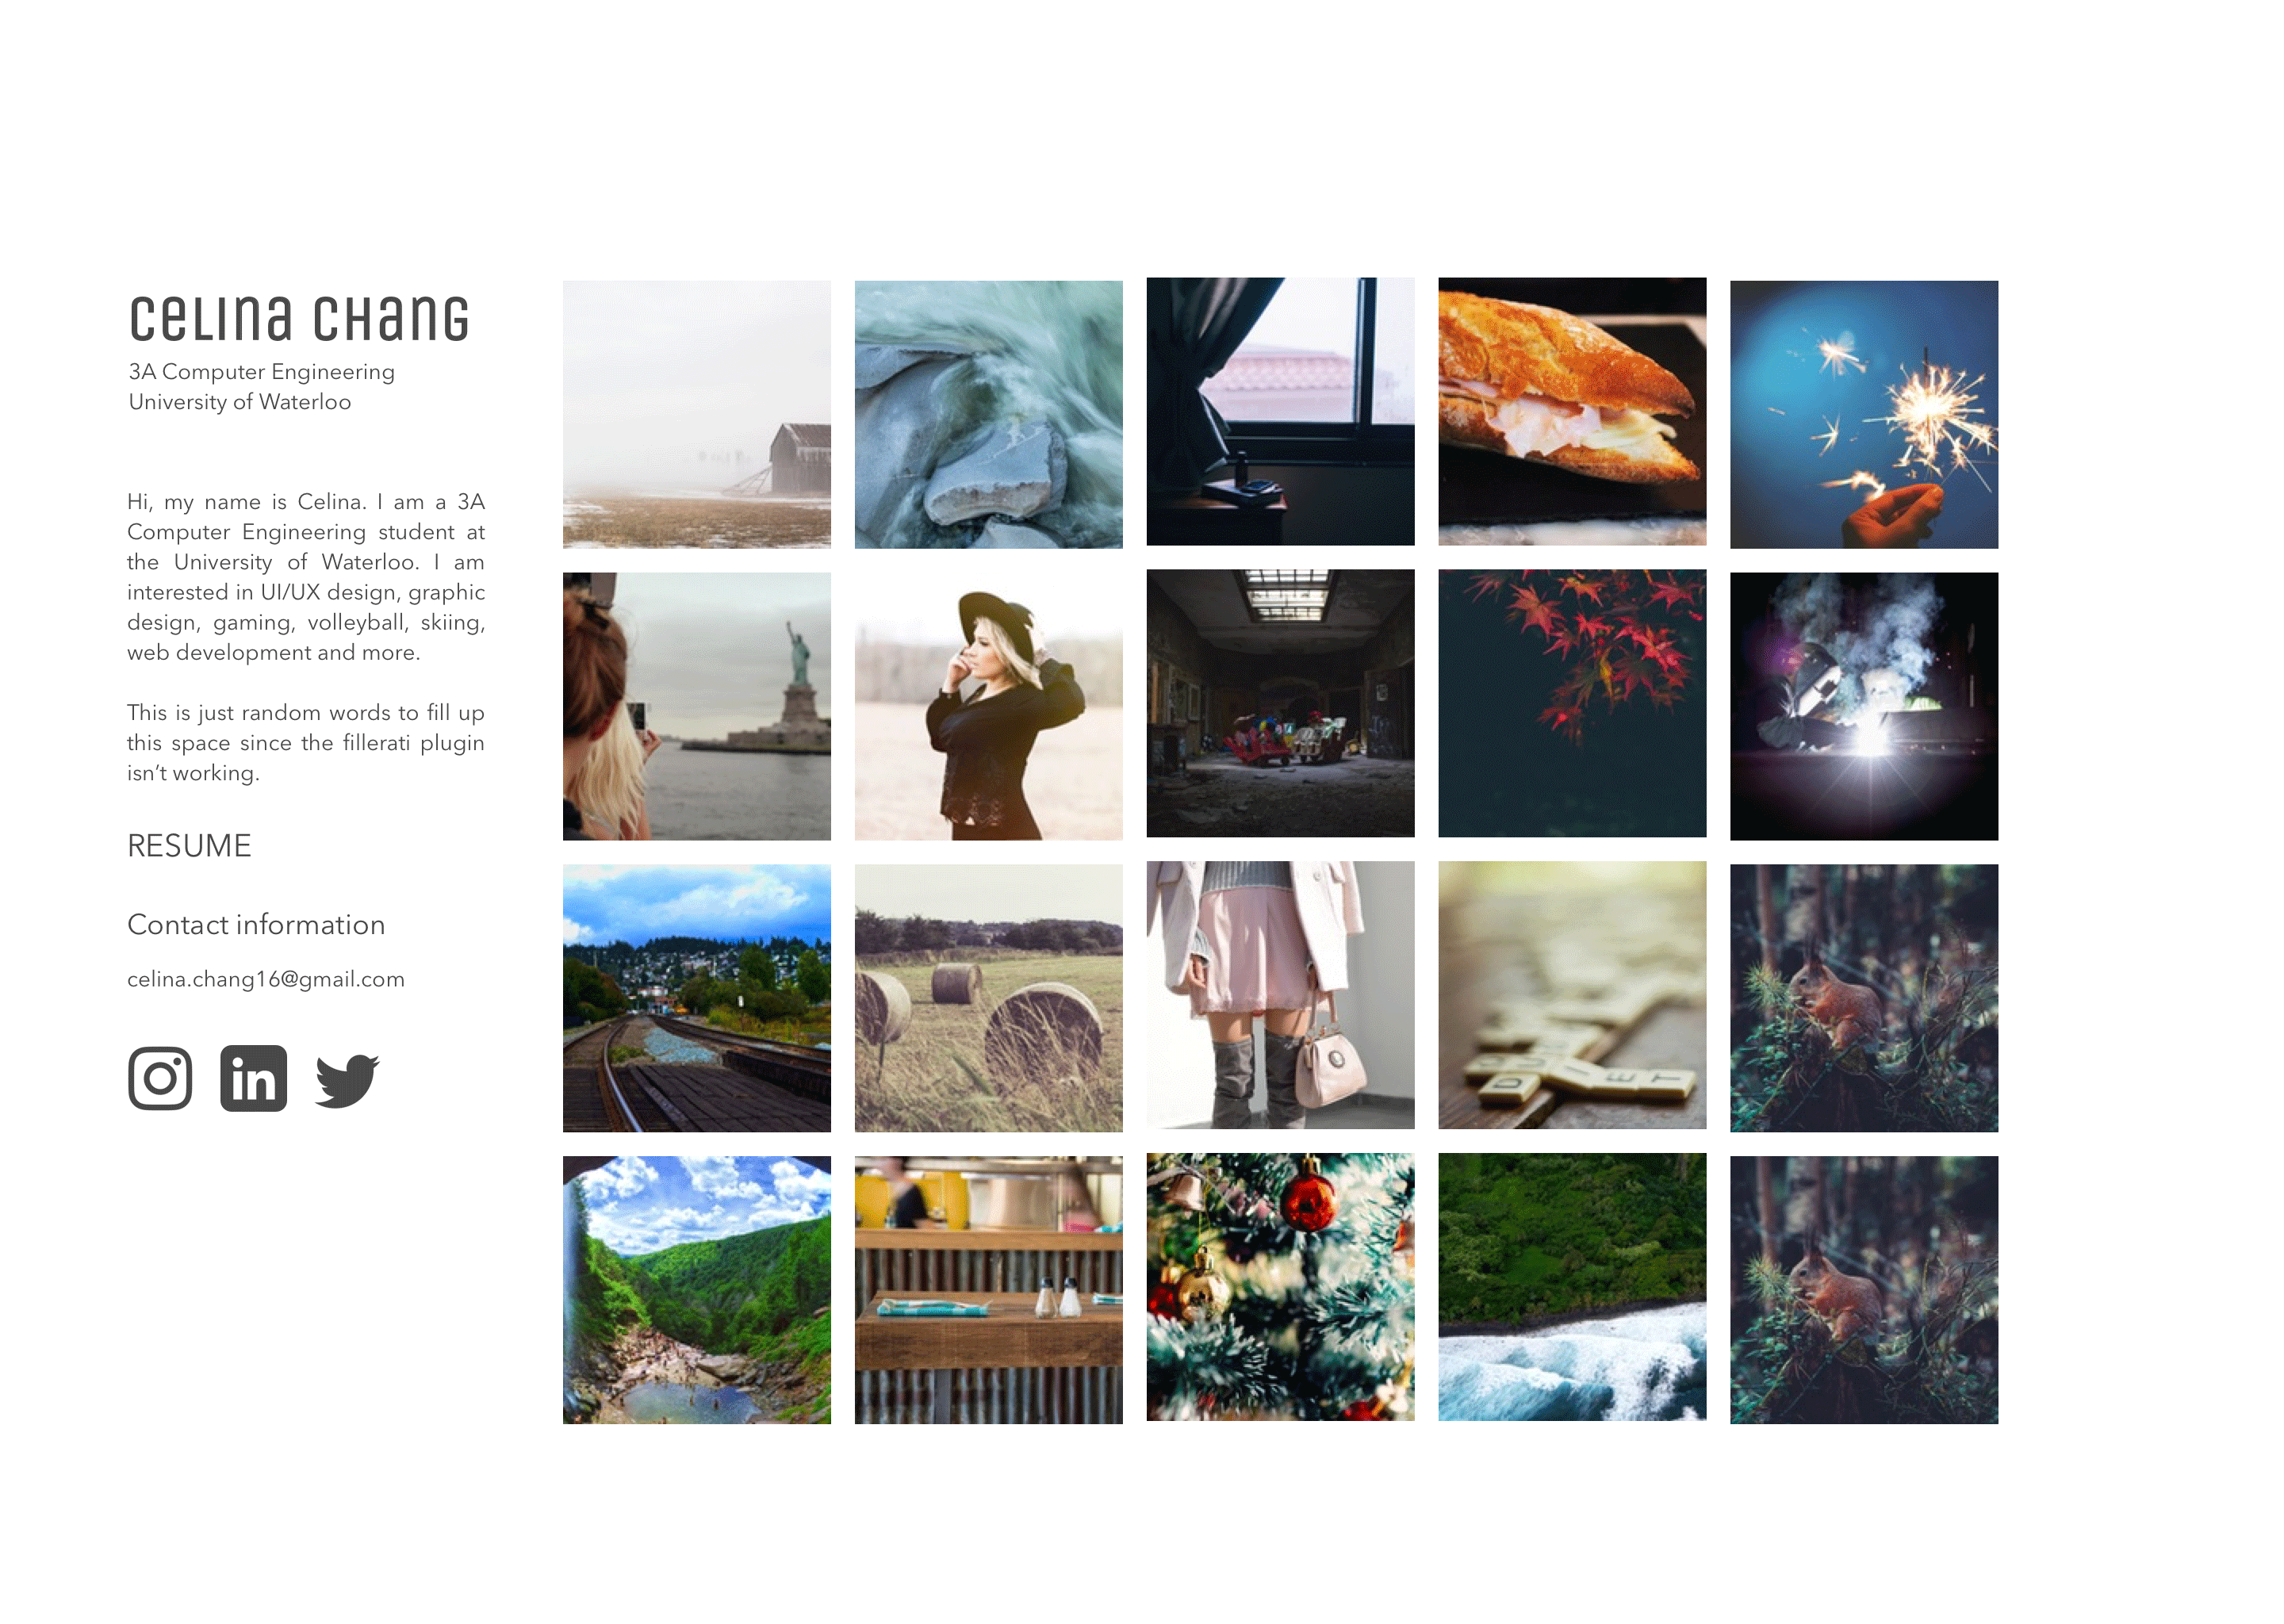 celina chang
3A Computer Engineering
University of Waterloo
Hi, my name is Celina. I am a 3A
Computer Engineering student at
the University of Waterloo. I am
interested in UI/UX design, graphic
design, gaming, volleyball, skiing,
web development and more.
This is just random words to fill up
this space since the fillerati plugin
isn’t working.
RESUME
Contact information
celina.chang16@gmail.com
in